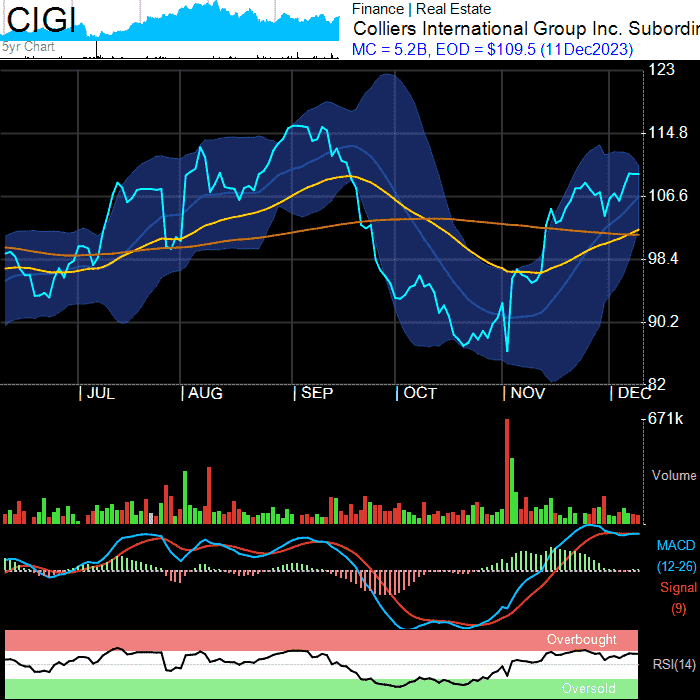 CIGI
5yr Chart
Finance | Real Estate
Colliers International Group Inc. Subordin
MC = 5.2B, EOD = $109.5 (11Dec2023)
123
114.8
106.6
98.4
90.2
82
| JUL | AUG | SEP | OCT | NOV | DEC
671k
Volume
MACD
(12-26)
Signal
(9)
Overbought
RSI(14)
Oversold